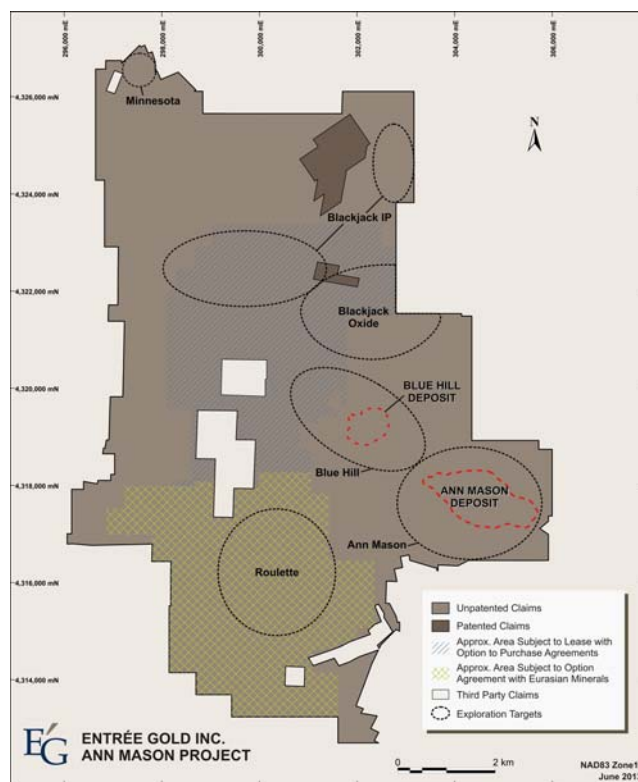 296,000 mE
298,000 mE
300,000 mE
302,000 mE
304,000 mE
306,000 mE
4,326,000 mN
4,324,000 mN
4,322,000 mN
4,320,000 mN
4,318,000 mN
4,316,000 mN
4,314,000 mN
N
Minnesota
Blackjack IP
Blackjack
Oxide
BLUE HILL
DEPOSIT
Blue Hill
ANN MASON
DEPOSIT
Ann Mason
Roulette
Unpatented Claims
Patented Claims
Approx. Area Subject to Lease with
Option to Purchase Agreements
Approx. Area Subject to Option
Agreement with Eurasian Minerals
Third Party Claims
Exploration Targets
EG
ENTRÉE GOLD INC.
ANN MASON PROJECT
0 2 km
NAD83 Zone1
June 201